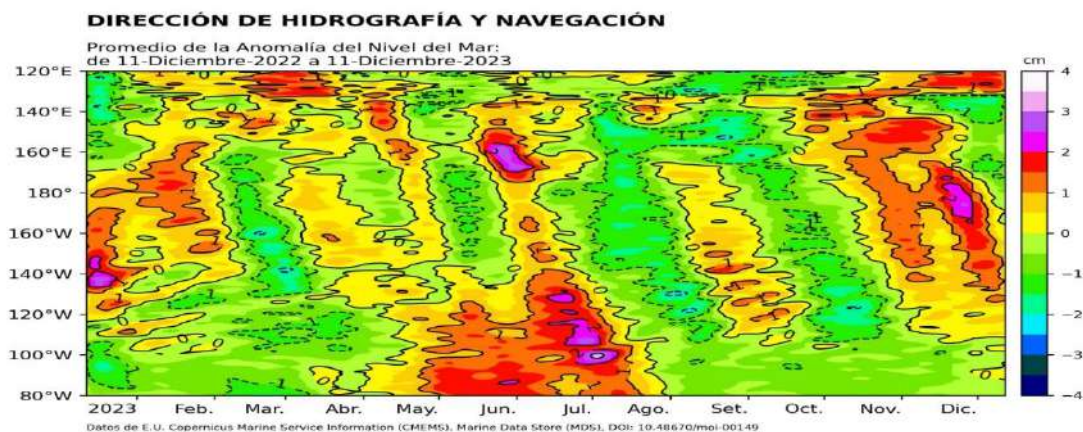 DIRECCIÓN DE HIDROGRAFÍA Y NAVEGACIÓN
Promedio de la Anomalía del Nivel del Mar:
de 11-Diciembre-2022 a 11-Diciembre-2023
cm
120°E
140°E
160°E
180°
160°W
140°W
120°W
100°W
80°W
4
3
2
1
0
−1
−2
−3
−4
2023 Feb. Mar. Abr. May. Jun. Jul. Ago. Set. Oct. Nov. Dic.
Datos de E.U. Copernicus Marine Service Information (CMEMS), Marine Data Store (MDS), DOI: 10.48670/moi-00149